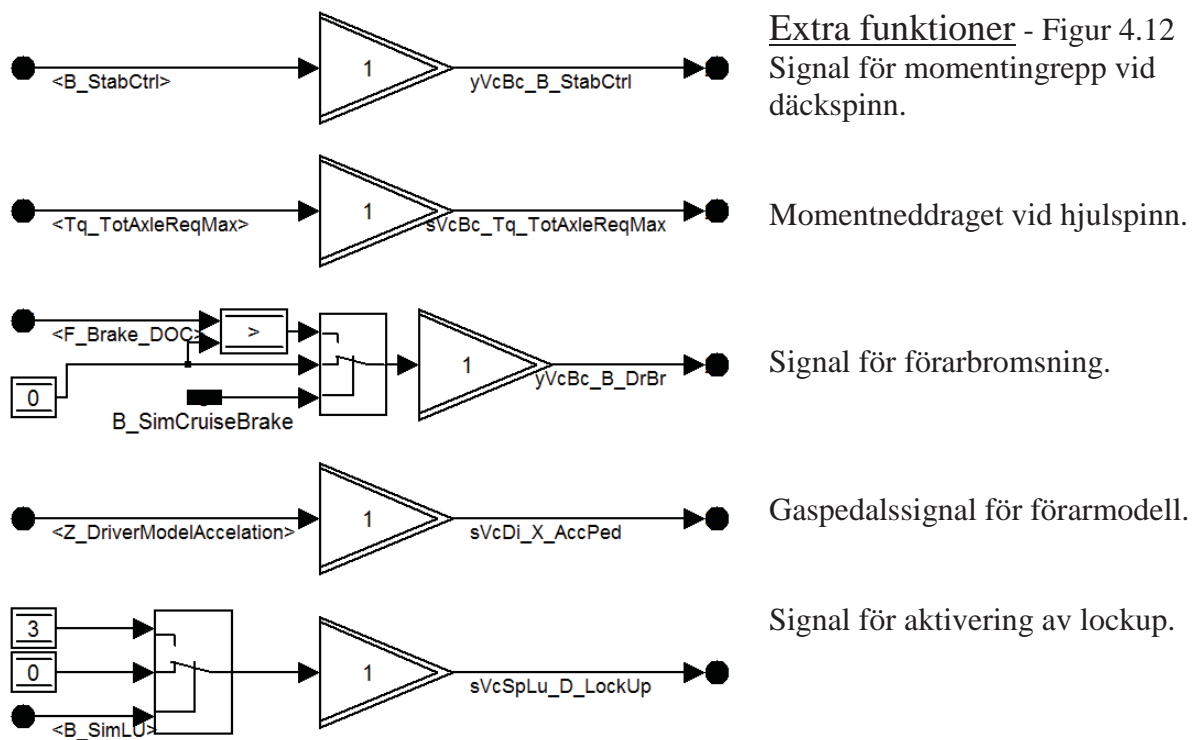 Extra funktioner - Figur 4.12
<B_StabCtrl>
1
yVcBc_B_StabCtrl
Signal för momentingrepp vid
däckspinn.
<Tq_TotAxleReqMax>
1
sVcBc_Tq_TotAxleReqMax
Momentneddraget vid hjulspinn.
<F_Brake_DOC>
>
0
B_SimCruiseBrake
1
yVcBc_B_DrBr
Signal för förarbromsning.
<Z_DriverModelAccelation>
1
sVcDi_X_AccPed
Gaspedalssignal för förarmodell.
3
0
<B_SimLU>
1
sVcSpLu_D_LockUp
Signal för aktivering av lockup.